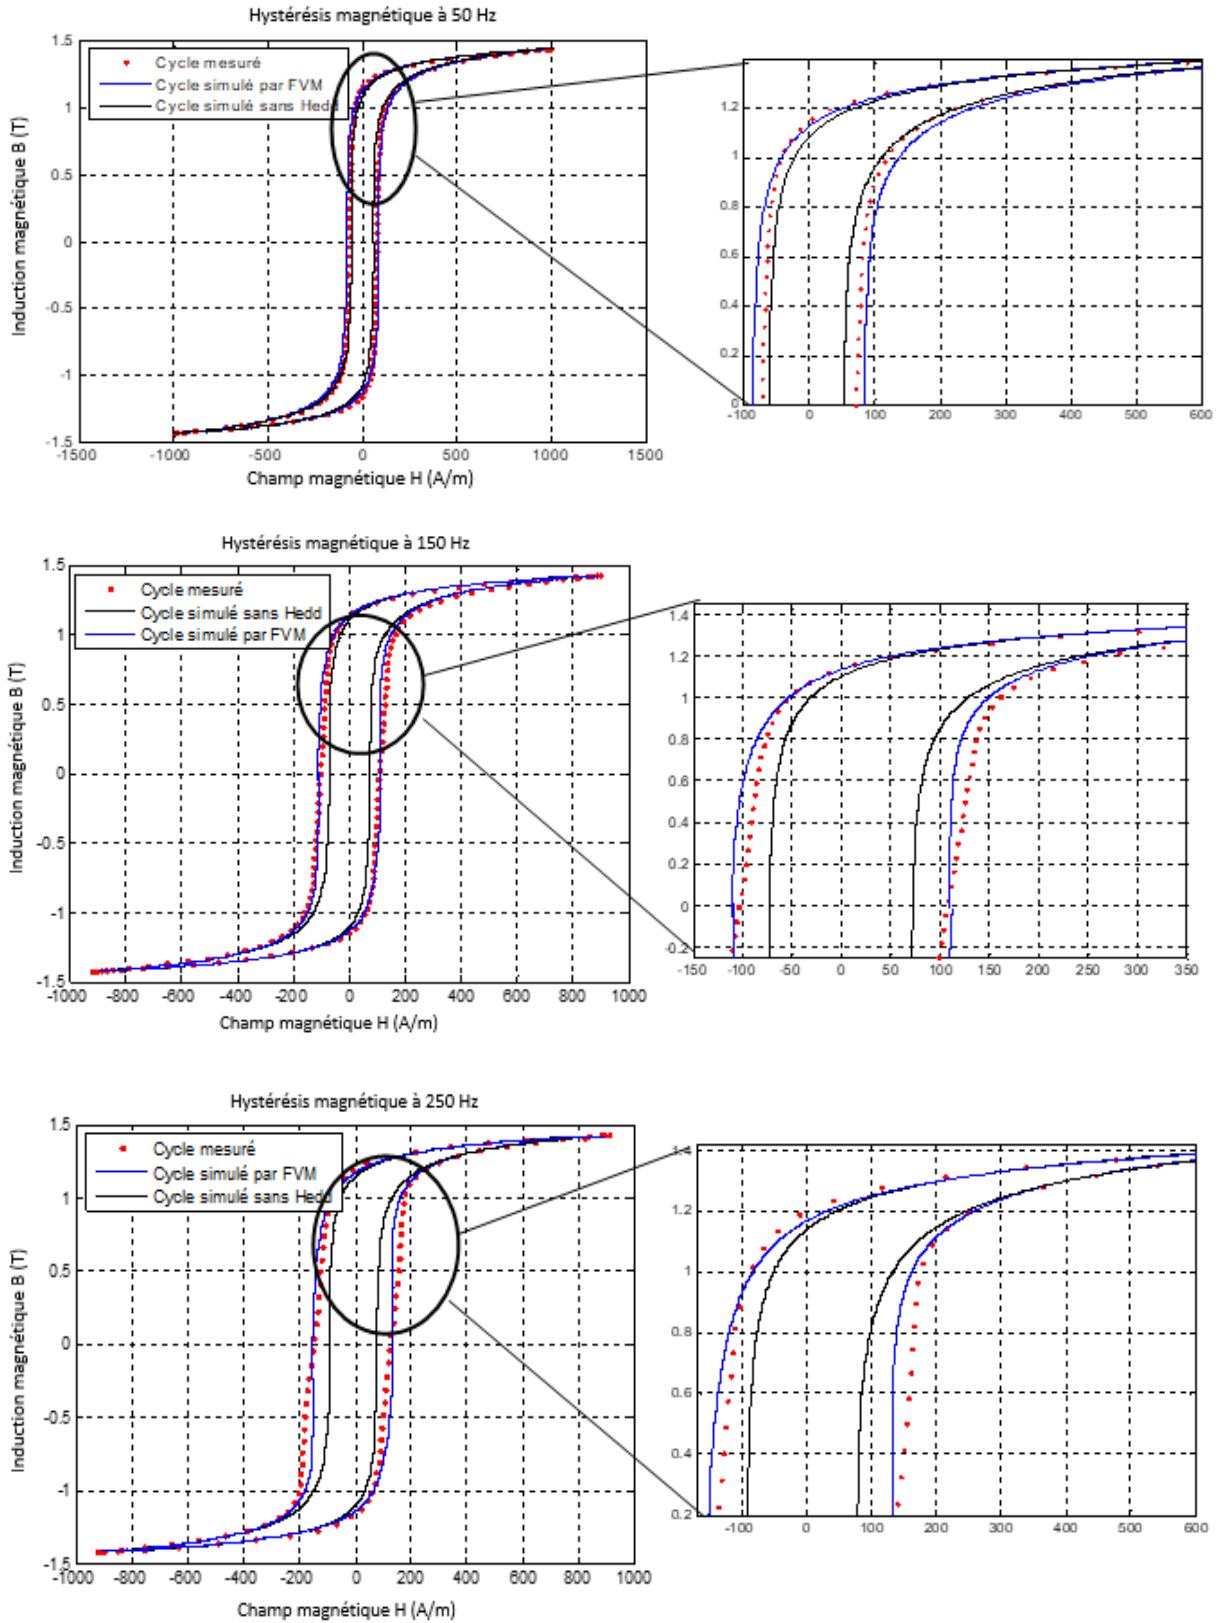 Hystérésis magnétique à 50 Hz
Cycle mesuré
Cycle simulé par FVM
Cycle simulé sans Hedd
Induction magnétique B (T)
1.5
1
0.5
0
-0.5
-1
-1.5
-1500 -1000 -500 0 500 1000 1500
Champ magnétique H (A/m)
1.2
1
0.8
0.6
0.4
0.2
0
-100 0 100 200 300 400 500 600
Hystérésis magnétique à 150 Hz
Cycle mesuré
Cycle simulé sans Hedd
Cycle simulé par FVM
Induction magnétique B (T)
1.5
1
0.5
0
-0.5
-1
-1.5
-1000 -800 -600 -400 -200 0 200 400 600 800 1000
Champ magnétique H (A/m)
1.4
1.2
1
0.8
0.6
0.4
0.2
0
-0.2
-150 -100 -50 0 50 100 150 200 250 300 350
Hystérésis magnétique à 250 Hz
Cycle mesuré
Cycle simulé par FVM
Cycle simulé sans Hedd
Induction magnétique B (T)
1.5
1
0.5
0
-0.5
-1
-1.5
-1000 -800 -600 -400 -200 0 200 400 600 800 1000
Champ magnétique H (A/m)
1.4
1.2
1
0.8
0.6
0.4
0.2
-100 0 100 200 300 400 500 600